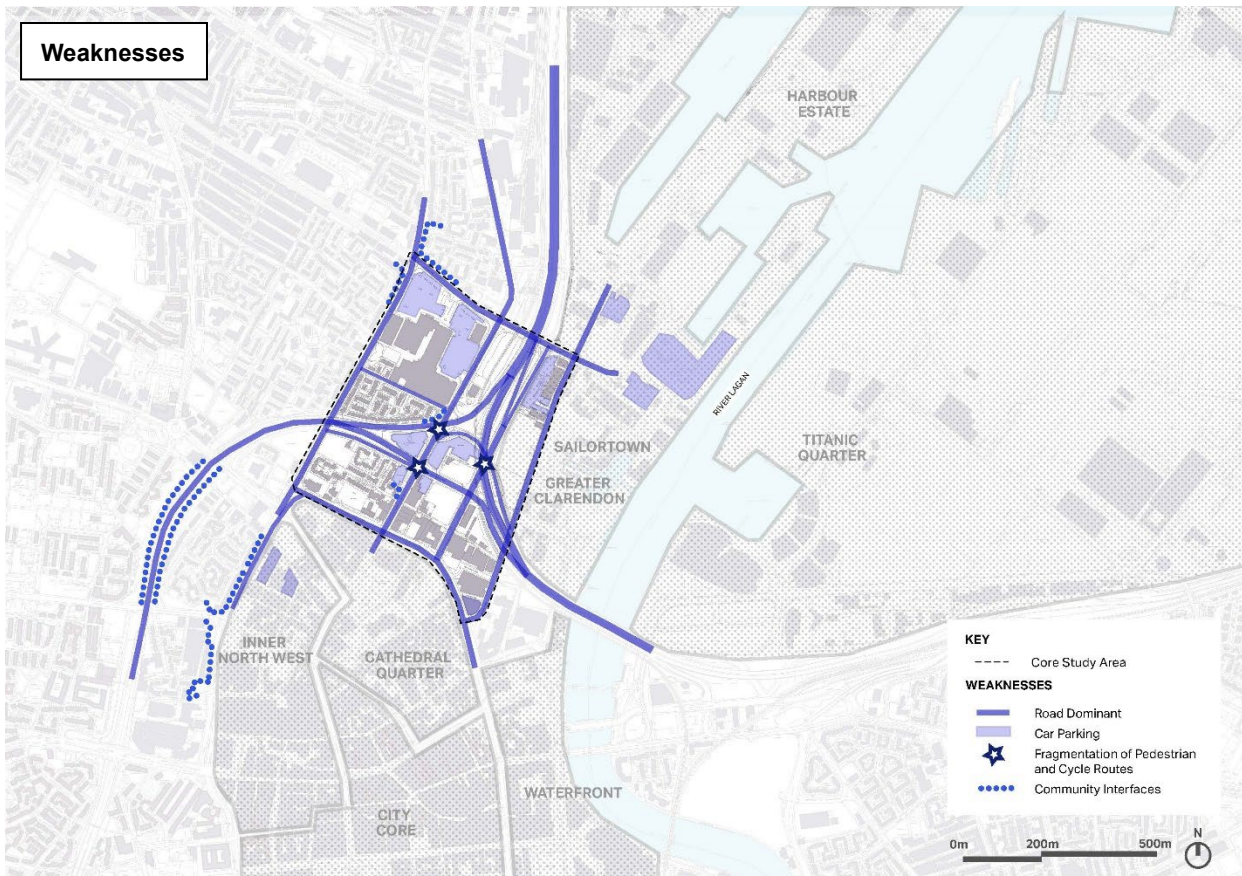 Weaknesses
HARBOUR
ESTATE
RIVER LAGAN
SAILORTOWN
TITANIC
QUARTER
GREATER
CLARENDON
INNER
NORTH WEST
CATHEDRAL
QUARTER
WATERFRONT
CITY
CORE
KEY
Core Study Area
WEAKNESSES
Road Dominant
Car Parking
Fragmentation of Pedestrian
and Cycle Routes
Community Interfaces
0m 200m 500m
N